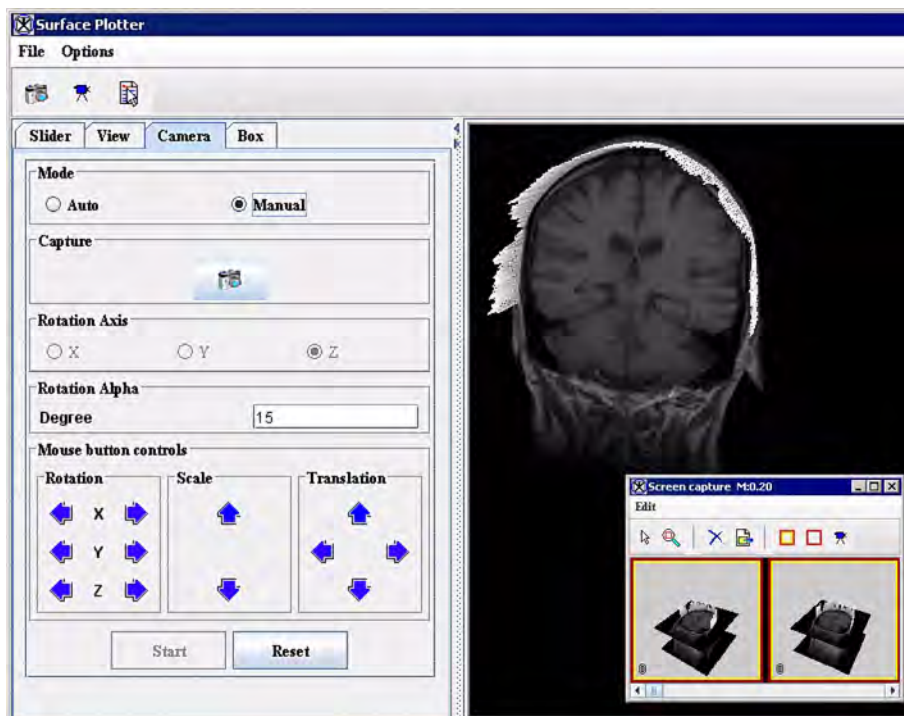 Surface Plotter
File Options
Slider View Camera Box
Mode
Auto Manual
Capture
Rotation Axis
X Y Z
Rotation Alpha
Degree 15
Mouse button controls
Rotation Scale Translation
X
Y
Z
Start Reset
Screen capture M:0.20
Edit